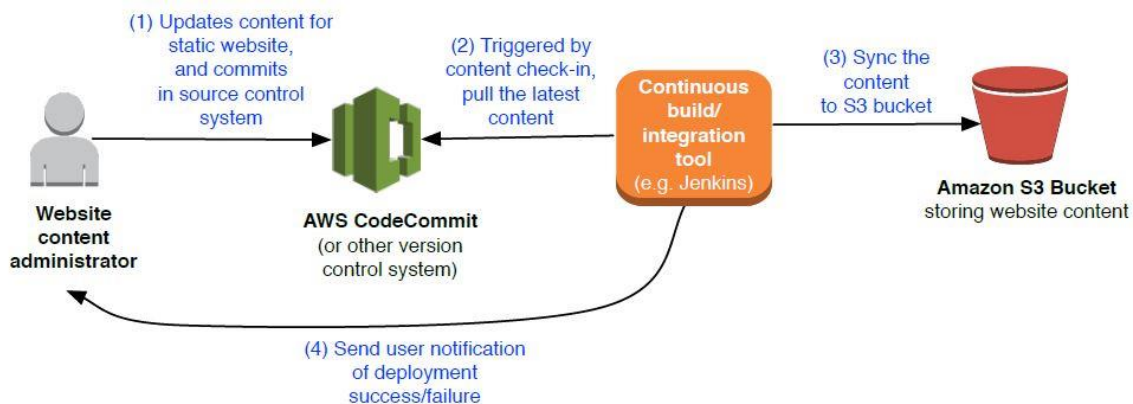 (1) Updates content for
static website,
and commits
in source control
system
(2) Triggered by
content check-in,
pull the latest
content
Continuous
build/
integration
tool
(e.g. Jenkins)
(3) Sync the
content
to S3 bucket
Website
content
administrator
AWS CodeCommit
(or other version
control system)
Amazon S3 Bucket
storing website content
(4) Send user notification
of deployment
success/failure